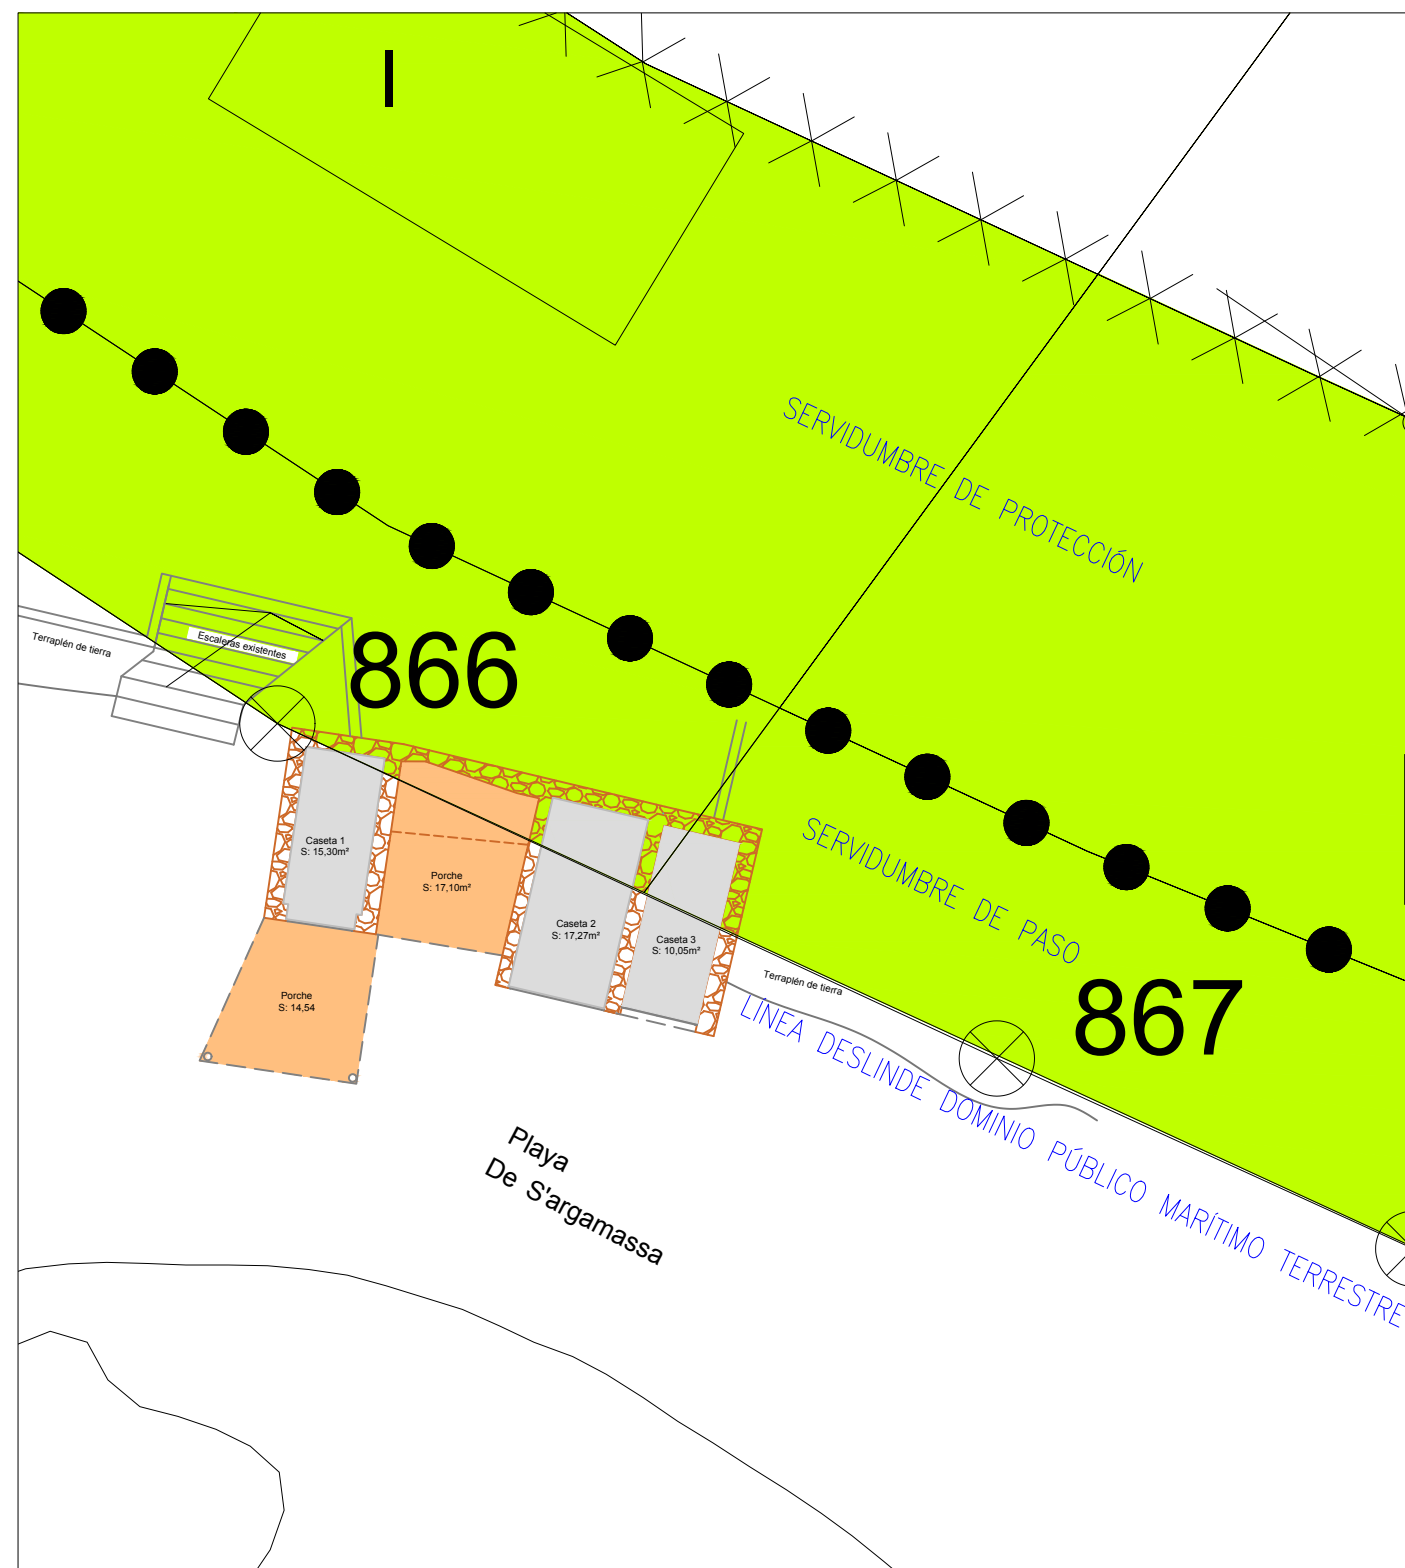 I
SERVIDUMBRE DE PROTECCIÓN
Terraplén de tierra
Escaleras existentes
866
Caseta 1
S: 15,30m²
Porche
S: 17,10m²
Caseta 2
S: 17,27m²
Caseta 3
S: 10,05m²
Porche
S: 14,54
SERVIDUMBRE DE PASO
Terraplén de tierra
867
LÍNEA DESLINDE DOMINIO PÚBLICO MARÍTIMO TERRESTRE
Playa
De S'argamassa